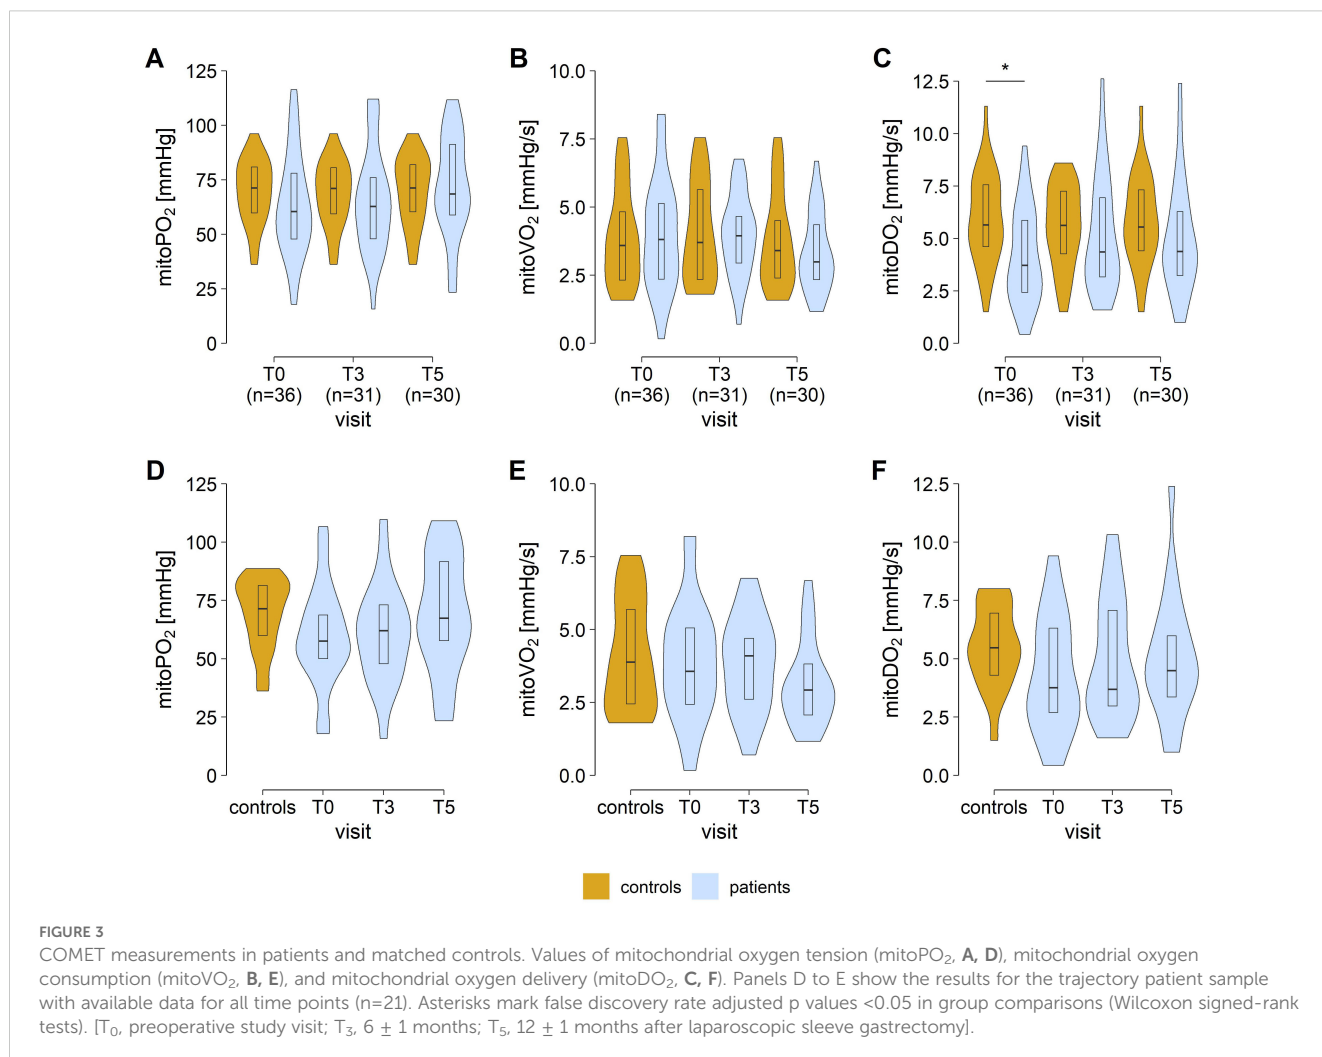 A
B
C
125
100
75
50
25
0
mitoPO2 [mmHg]
T0
(n=36)
T3
(n=31)
T5
(n=30)
visit
10.0
7.5
5.0
2.5
0.0
mitoVO2 [mmHg/s]
T0
(n=36)
T3
(n=31)
T5
(n=30)
visit
12.5
10.0
7.5
5.0
2.5
0.0
mitoDO2 [mmHg/s]
*
T0
(n=36)
T3
(n=31)
T5
(n=30)
visit
D
E
F
125
100
75
50
25
0
mitoPO2 [mmHg]
controls T0 T3 T5
visit
10.0
7.5
5.0
2.5
0.0
mitoVO2 [mmHg/s]
controls T0 T3 T5
visit
12.5
10.0
7.5
5.0
2.5
0.0
mitoDO2 [mmHg/s]
controls T0 T3 T5
visit
controls patients
FIGURE 3
COMET measurements in patients and matched controls. Values of mitochondrial oxygen tension (mitoPO2, A, D), mitochondrial oxygen
consumption (mitoVO2, B, E), and mitochondrial oxygen delivery (mitoDO2, C, F). Panels D to E show the results for the trajectory patient sample
with available data for all time points (n=21). Asterisks mark false discovery rate adjusted p values <0.05 in group comparisons (Wilcoxon signed-rank
tests). [T0, preoperative study visit; T3, 6 ± 1 months; T5, 12 ± 1 months after laparoscopic sleeve gastrectomy].